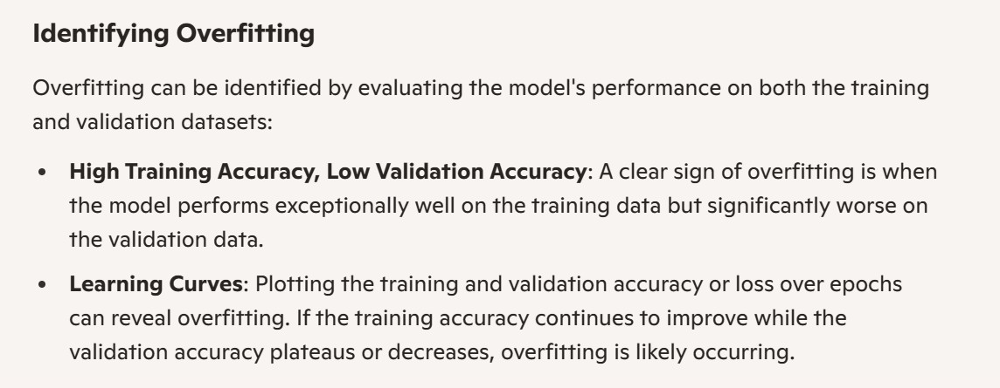 Identifying Overfitting
Overfitting can be identified by evaluating the model's performance on both the training
and validation datasets:
• High Training Accuracy, Low Validation Accuracy: A clear sign of overfitting is when
the model performs exceptionally well on the training data but significantly worse on
the validation data.
• Learning Curves: Plotting the training and validation accuracy or loss over epochs
can reveal overfitting. If the training accuracy continues to improve while the
validation accuracy plateaus or decreases, overfitting is likely occurring.